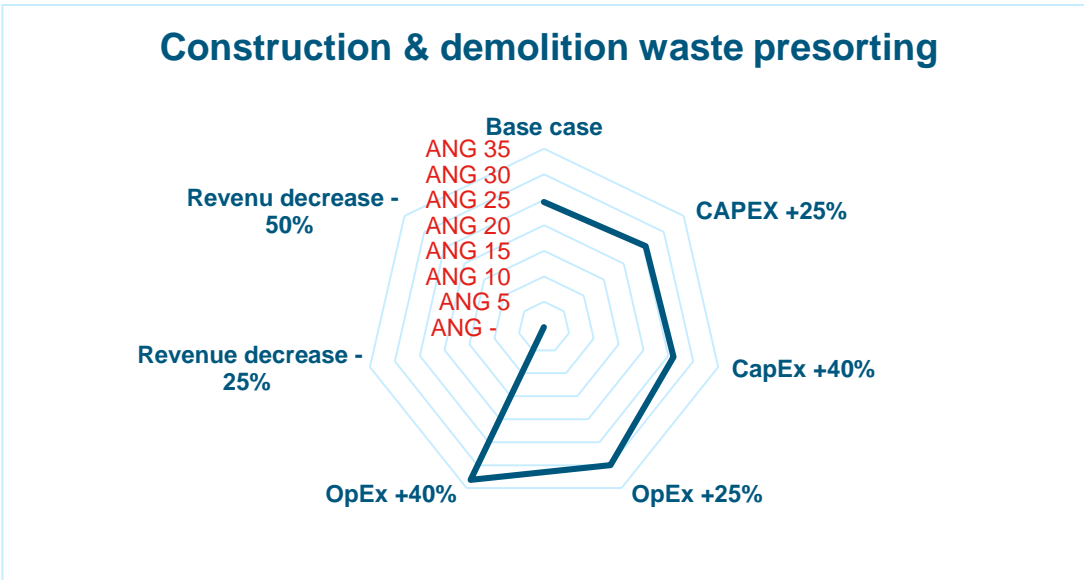 Construction & demolition waste presorting
Base case
ANG 35
ANG 30
ANG 25
ANG 20
ANG 15
ANG 10
ANG 5
ANG -
CAPEX +25%
CapEx +40%
OpEx +25%
OpEx +40%
Revenue decrease -
25%
Revenu decrease -
50%